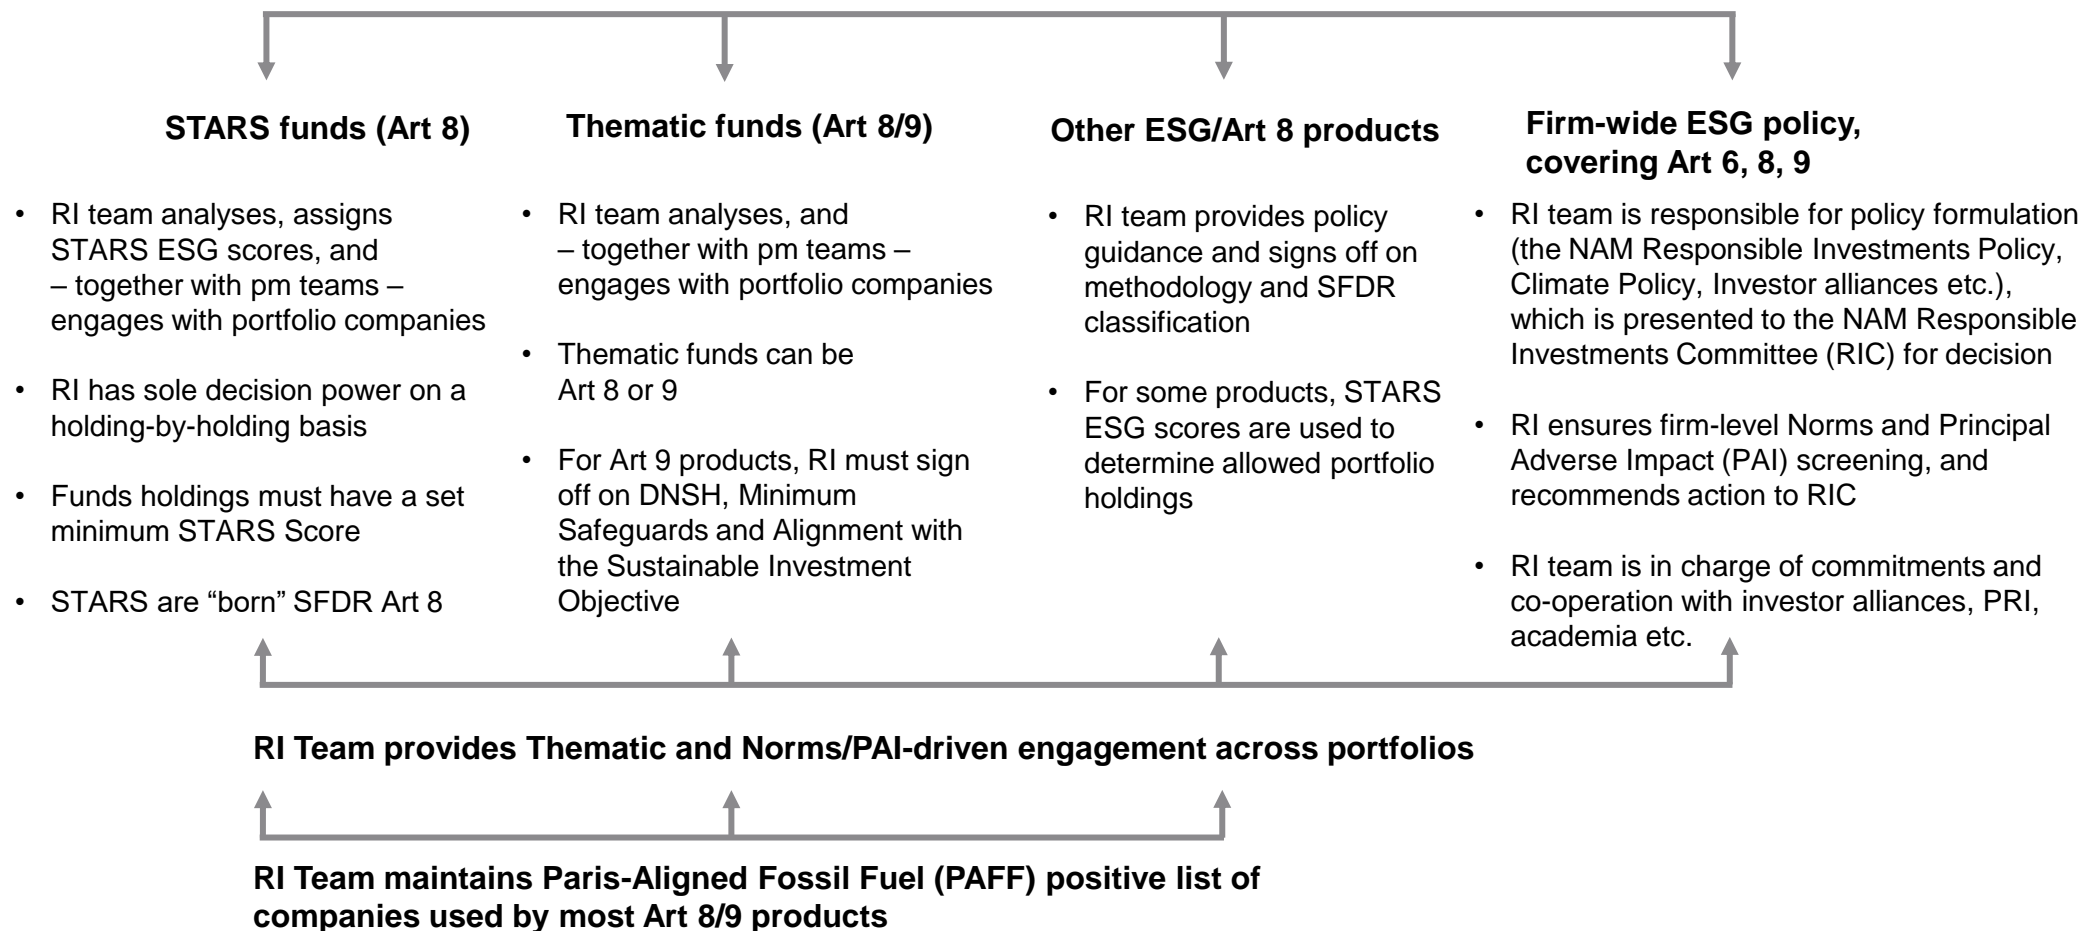 STARS funds (Art 8)
• RI team analyses, assigns
STARS ESG scores, and
– together with pm teams –
engages with portfolio companies
• RI has sole decision power on a
holding-by-holding basis
• Funds holdings must have a set
minimum STARS Score
• STARS are “born” SFDR Art 8
Thematic funds (Art 8/9)
• RI team analyses, and
– together with pm teams –
engages with portfolio companies
• Thematic funds can be
Art 8 or 9
• For Art 9 products, RI must sign
off on DNSH, Minimum
Safeguards and Alignment with
the Sustainable Investment
Objective
Other ESG/Art 8 products
• RI team provides policy
guidance and signs off on
methodology and SFDR
classification
• For some products, STARS
ESG scores are used to
determine allowed portfolio
holdings
Firm-wide ESG policy,
covering Art 6, 8, 9
• RI team is responsible for policy formulation
(the NAM Responsible Investments Policy,
Climate Policy, Investor alliances etc.),
which is presented to the NAM Responsible
Investments Committee (RIC) for decision
• RI ensures firm-level Norms and Principal
Adverse Impact (PAI) screening, and
recommends action to RIC
• RI team is in charge of commitments and
co-operation with investor alliances, PRI,
academia etc.
RI Team provides Thematic and Norms/PAI-driven engagement across portfolios
RI Team maintains Paris-Aligned Fossil Fuel (PAFF) positive list of
companies used by most Art 8/9 products